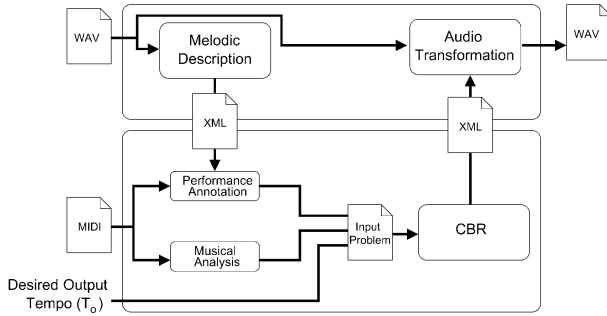 WAV
Melodic
Description
Audio
Transformation
WAV
XML
XML
MIDI
Performance
Annotation
Musical
Analysis
Input
Problem
CBR
Desired Output
Tempo (To)